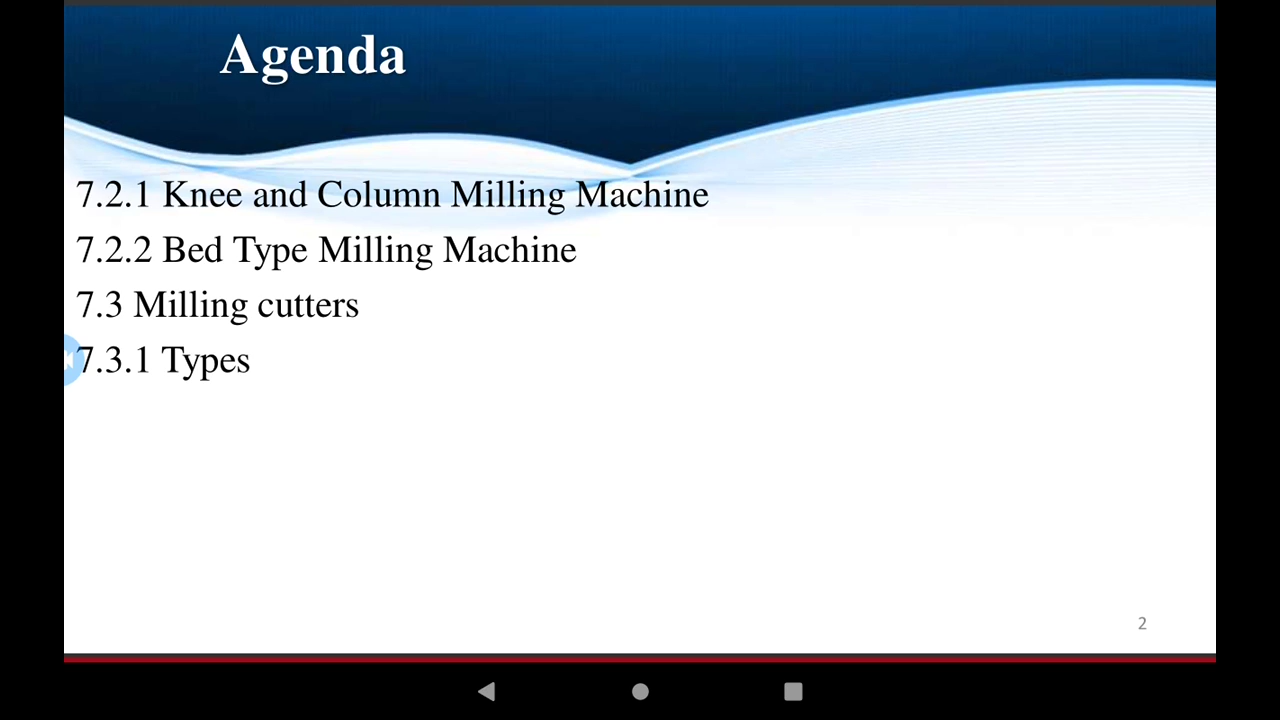 Agenda
7.2.1 Knee and Column Milling Machine
7.2.2 Bed Type Milling Machine
7.3 Milling cutters
7.3.1 Types
2